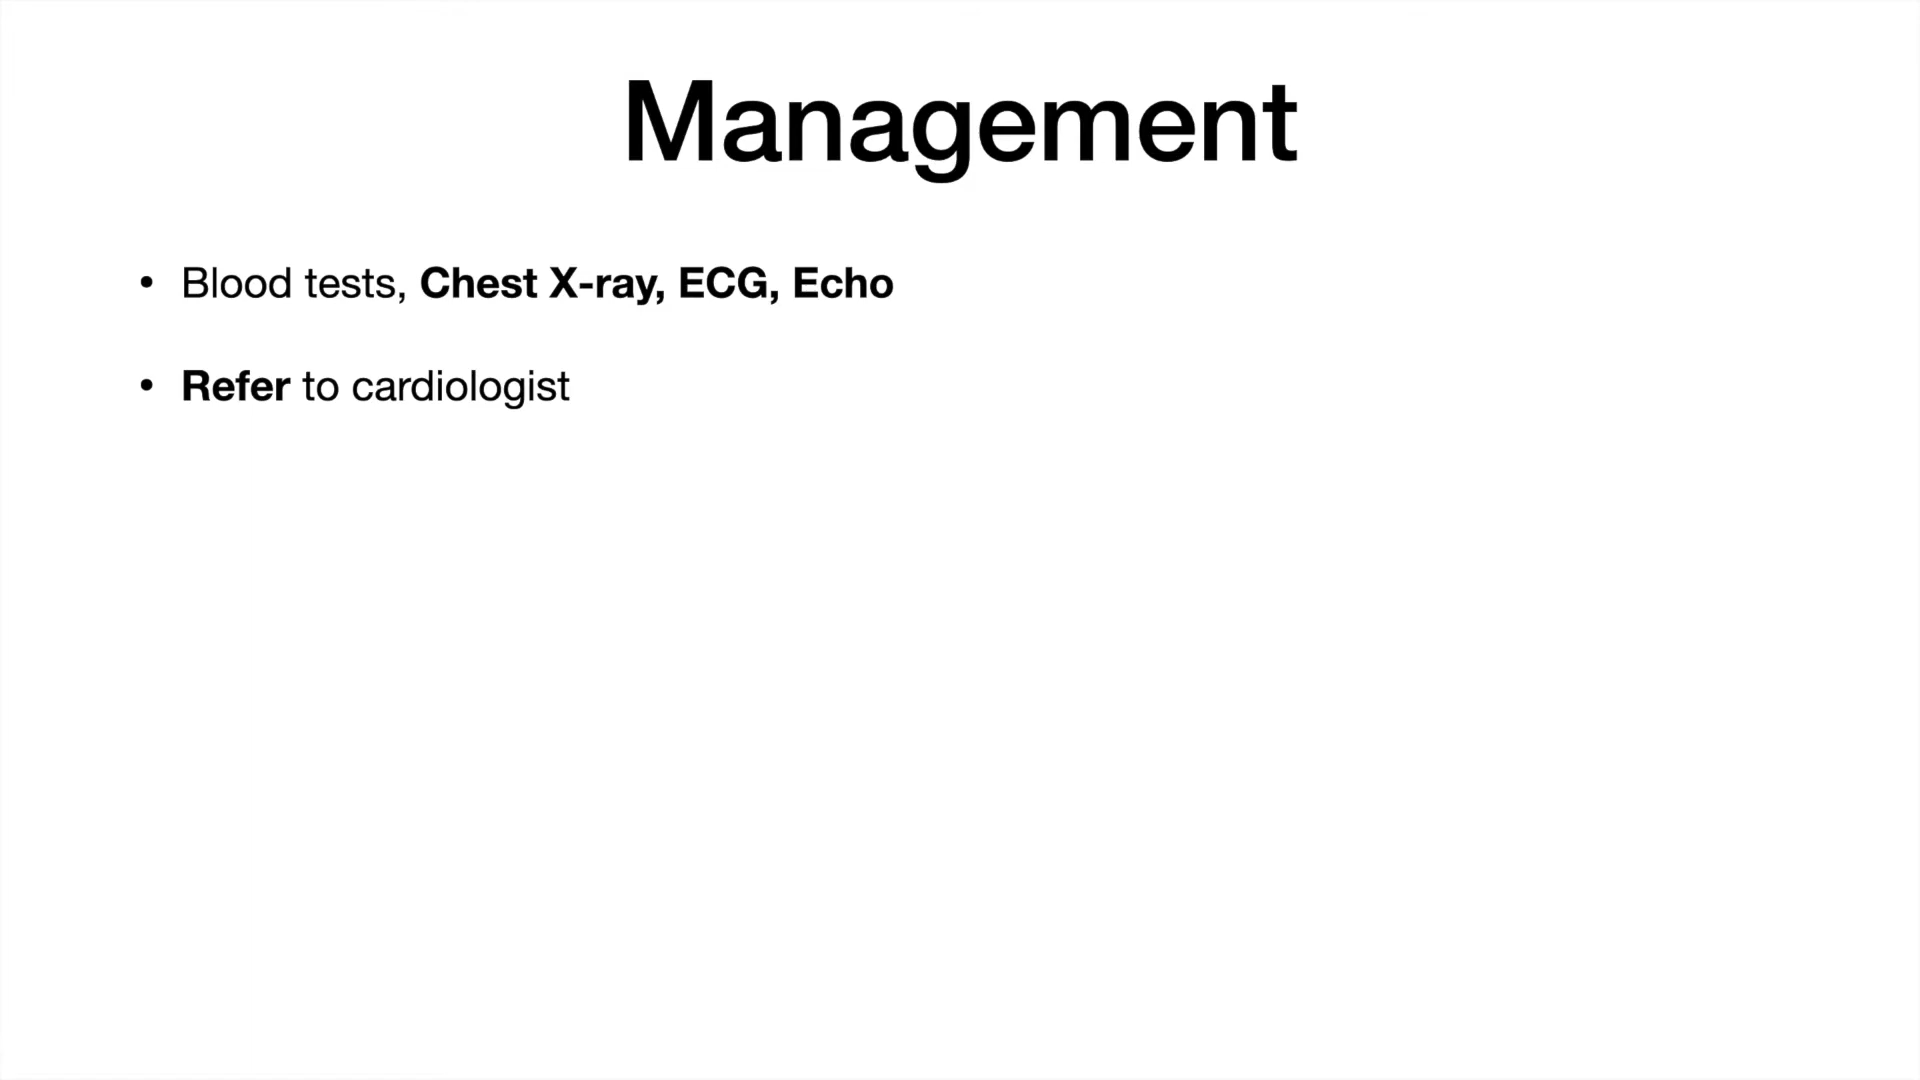 Management
• Blood tests, Chest X-ray, ECG, Echo
• Refer to cardiologist